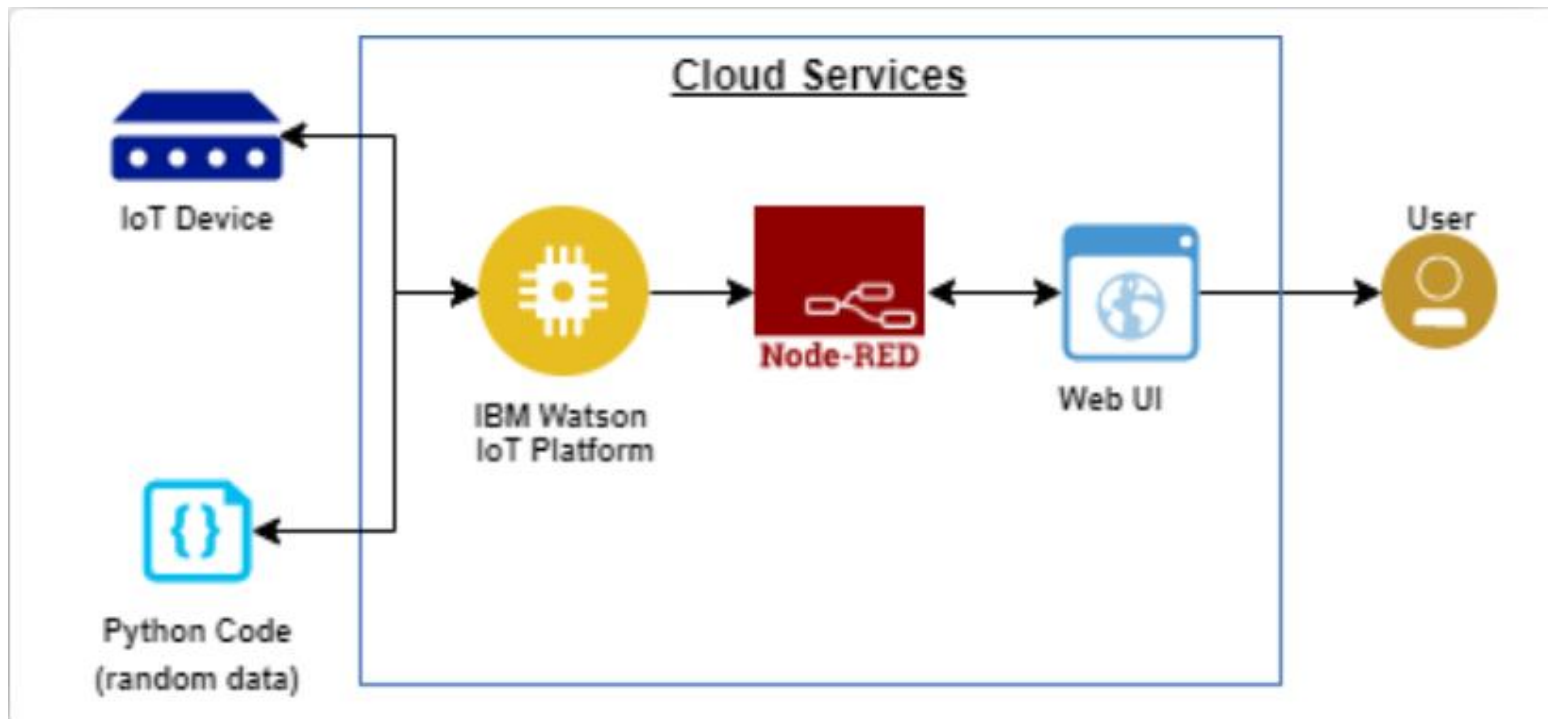 Cloud Services
IoT Device
User
Node-RED
Web UI
IBM Watson
IoT Platform
{}
Python Code
(random data)